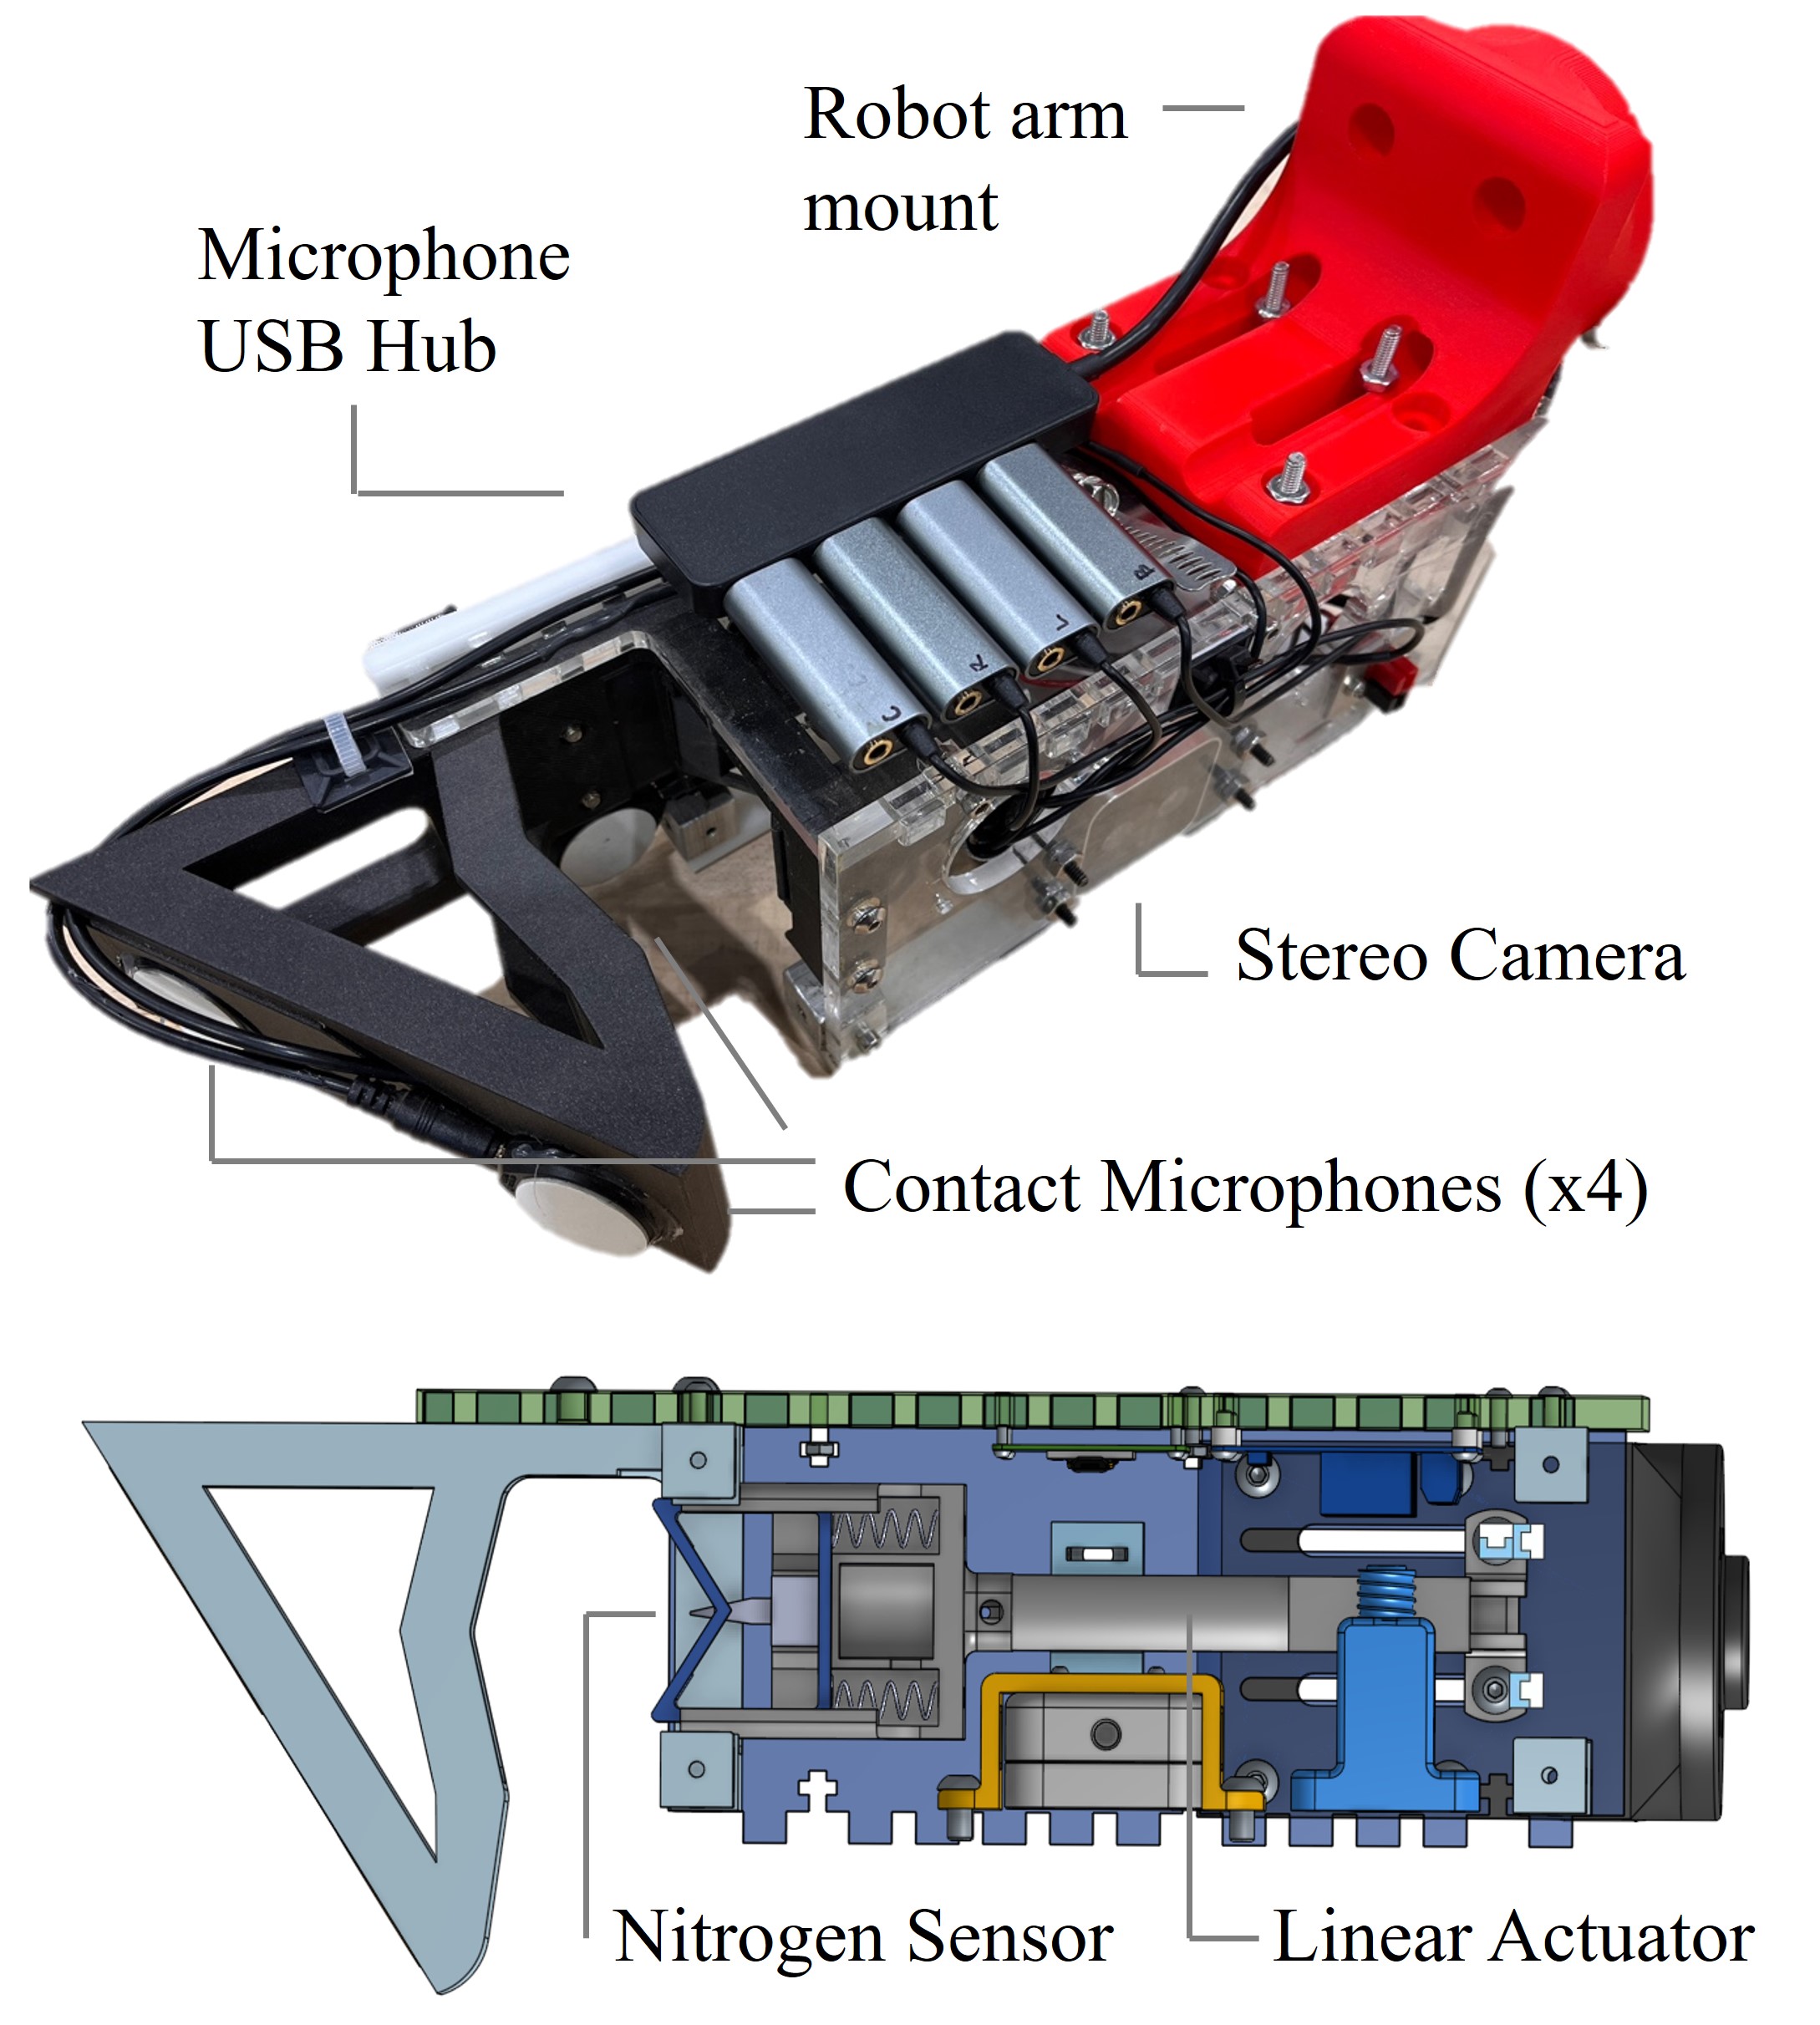 Robot arm
mount
Microphone
USB Hub
C
R
L
B
Stereo Camera
Contact Microphones (x4)
Nitrogen Sensor
Linear Actuator